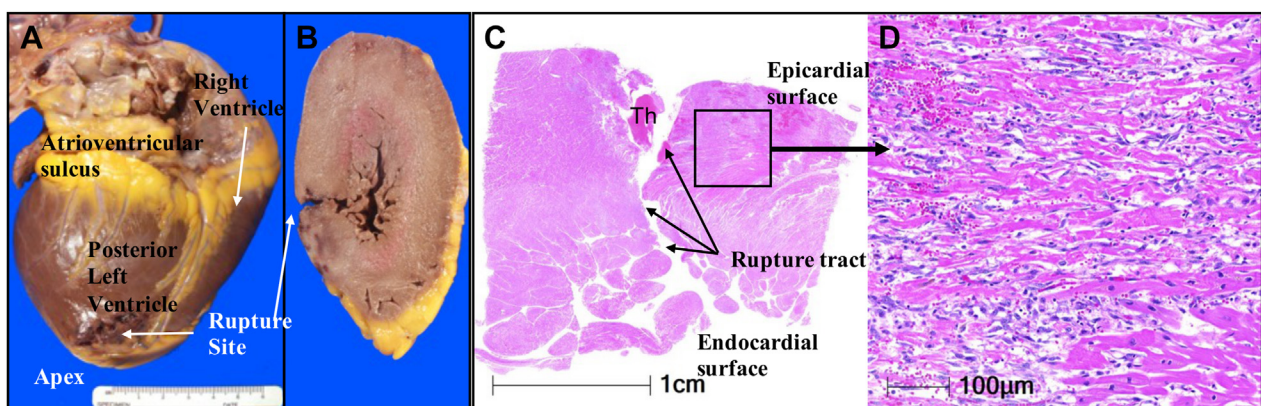 A
Right
Ventricle
Atrioventricular
sulcus
Posterior
Left
Ventricle
Rupture
Site
Apex
B
C
Th
Epicardial
surface
Rupture tract
Endocardial
surface
1cm
D
100μm